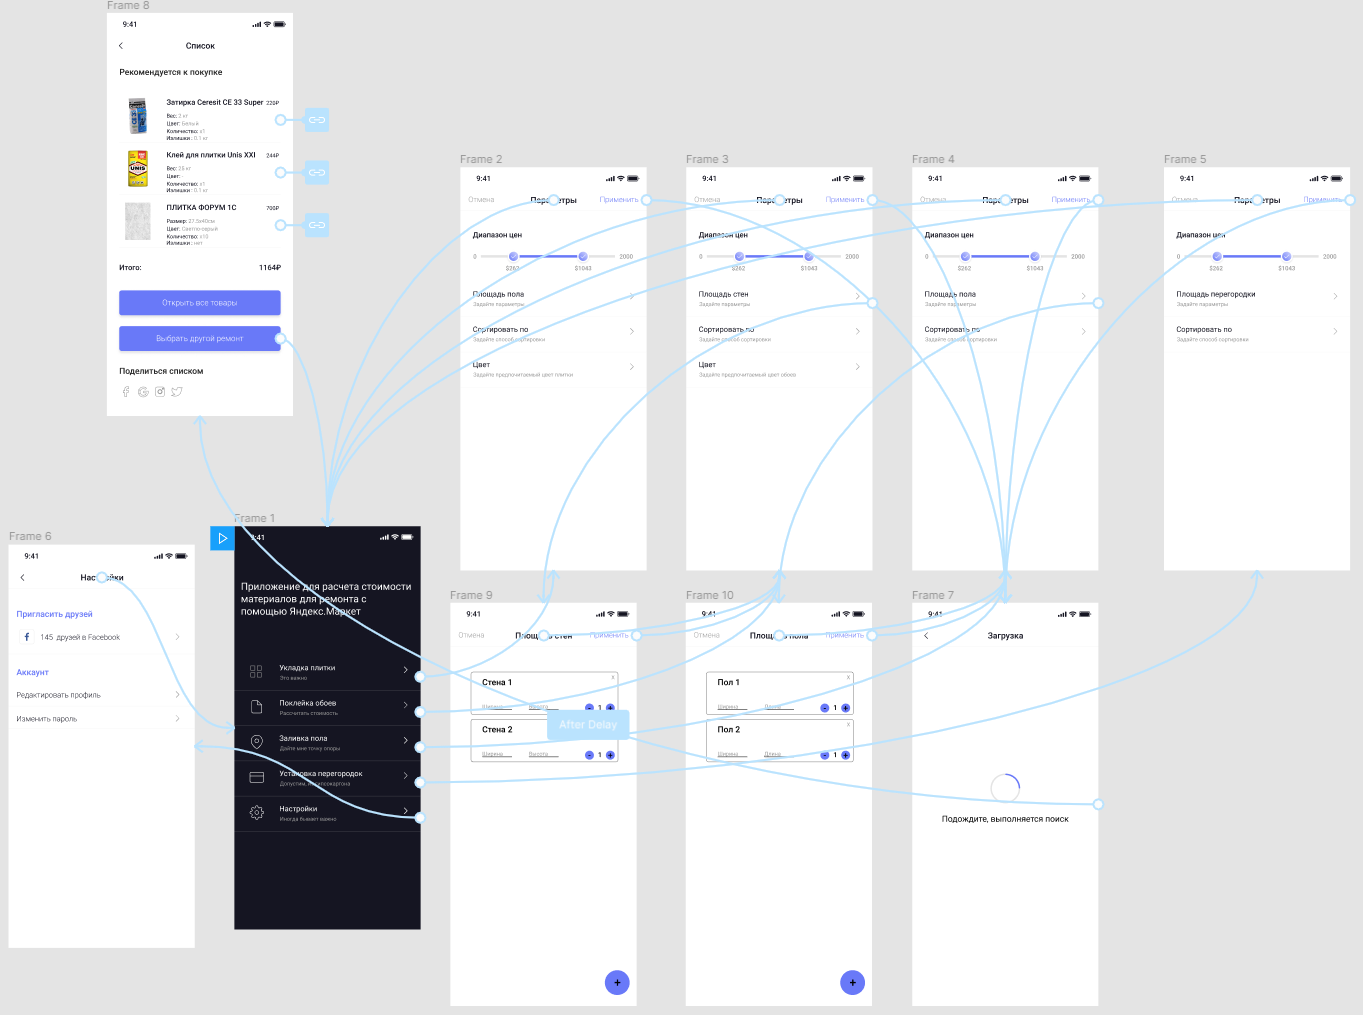 Frame 8
9:41
Список
Рекомендуется к покупке
Затирка Ceresit CE 33 Super 220₽
Вес: 3 кг
Цвет: Белый
Количество: x1
Излишки: 0.1 кг
Клей для плитки Unis XXI 244₽
Вес: 25 кг
Цвет:
Количество: x1
Излишки: 0.1 кг
ПЛИТКА ФОРУМ 1С 700₽
Размер: 27.5x40см
Цвет: Светло-серый
Количество: x10
Излишки: нет
Итого: 1164₽
Открыть все товары
Выбрать другой ремонт
Поделиться списком
Frame 2
9:41
Отмена Параметры Применить
Диапазон цен
0 2000
$262 $1043
Площадь пола
Задайте параметры
Сортировать по
Задайте способ сортировки
Цвет
Задайте предпочитаемый цвет плитки
Frame 3
9:41
Отмена Параметры Применить
Диапазон цен
0 2000
$262 $1043
Площадь стен
Задайте параметры
Сортировать по
Задайте способ сортировки
Цвет
Задайте предпочитаемый цвет обоев
Frame 4
9:41
Отмена Параметры Применить
Диапазон цен
0 2000
$262 $1043
Площадь пола
Задайте параметры
Сортировать по
Задайте способ сортировки
Frame 5
9:41
Отмена Параметры Применить
Диапазон цен
0 2000
$262 $1043
Площадь перегородки
Задайте параметры
Сортировать по
Задайте способ сортировки
Frame 6
9:41
Настройки
Пригласить друзей
145 друзей в Facebook
Аккаунт
Редактировать профиль
Изменить пароль
Frame 1
9:41
Приложение для расчета стоимости
материалов для ремонта с
помощью Яндекс.Маркет
Укладка плитки
Это важно
Поклейка обоев
Рассчитать стоимость
Заливка пола
Дайте мне точку опоры
Установка перегородок
Допустим, из гипсокартона
Настройки
Иногда бывает важно
Frame 9
9:41
Отмена Площадь стен Применить
Стена 1 x
Ширина Высота - 1 +
Стена 2
Ширина Высота - 1 +
After Delay
+
Frame 10
9:41
Отмена Площадь пола Применить
Пол 1 x
Ширина Длина - 1 +
Пол 2 x
Ширина Длина - 1 +
+
Frame 7
9:41
Загрузка
Подождите, выполняется поиск